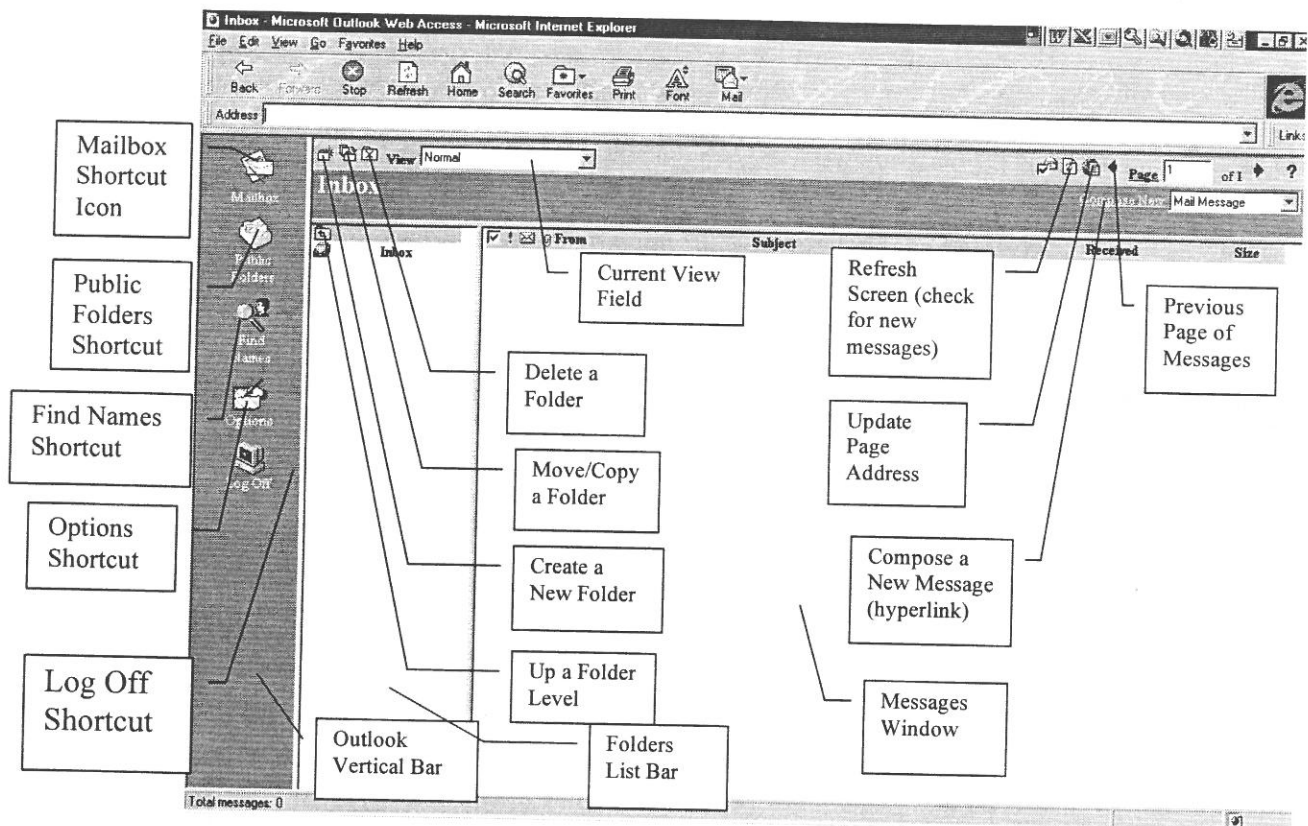 Inbox - Microsoft Outlook Web Access - Microsoft Internet Explorer
File Edit View Go Favorites Help
Back Forward Stop Refresh Home Search Favorites Print Font Mail
Address
Links
Mailbox
Shortcut
Icon
Public
Folders
Shortcut
Find Names
Shortcut
Options
Shortcut
Log Off
Shortcut
Mailbox
Public
Folders
Find
Names
Options
Log Off
View Normal
Page 1 of 1 ?
Inbox
Compose New Mail Message
Inbox
! From Subject Received Size
Current View
Field
Refresh
Screen (check
for new
messages)
Previous
Page of
Messages
Delete a
Folder
Update
Page
Address
Move/Copy
a Folder
Create a
New Folder
Compose a
New Message
(hyperlink)
Up a Folder
Level
Messages
Window
Outlook
Vertical Bar
Folders
List Bar
Total messages: 0